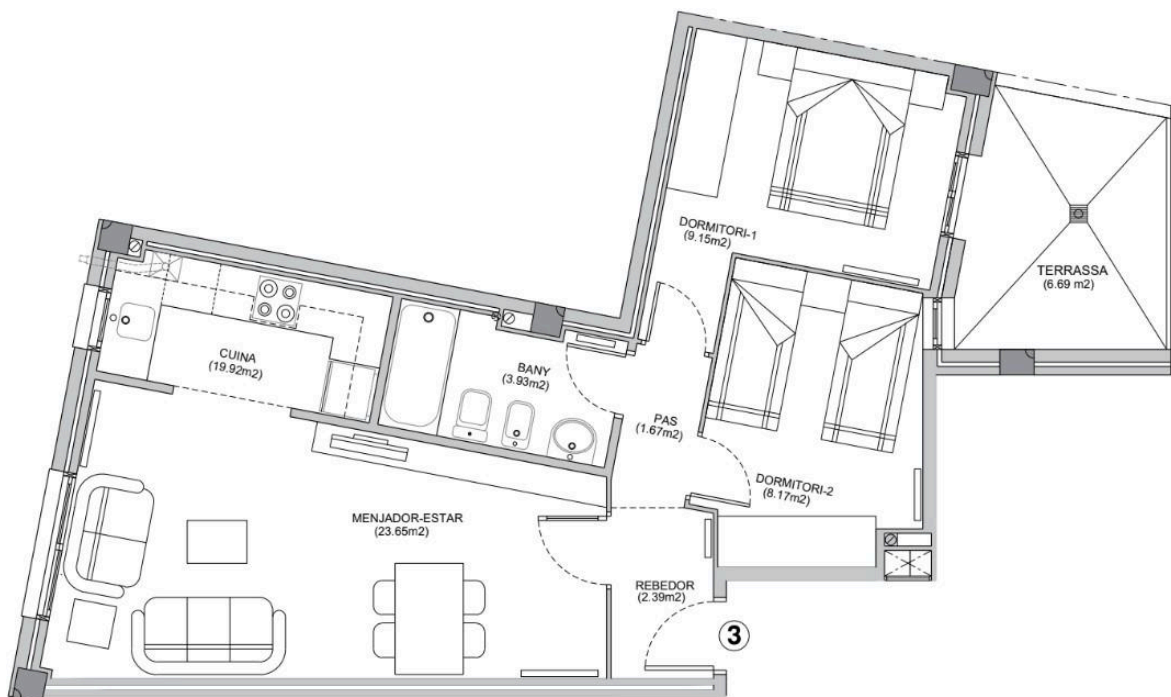 DORMITORI-1
(9.15m2)
TERRASSA
(6.69 m2)
CUINA
(19.92m2)
BANY
(3.93m2)
PAS
(1.67m2)
DORMITORI-2
(8.17m2)
MENJADOR-ESTAR
(23.65m2)
REBEDOR
(2.39m2)
3